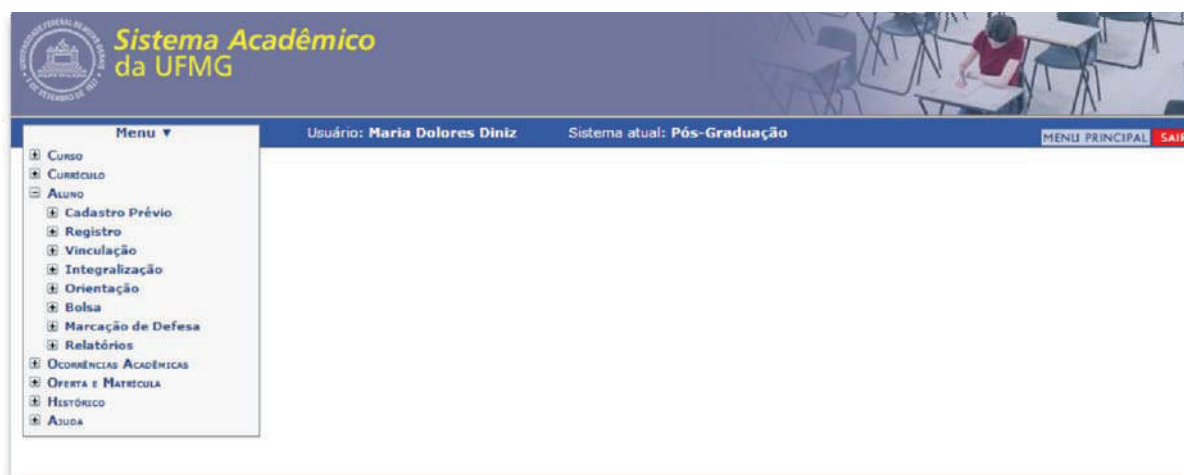 Sistema Acadêmico
da UFMG
Menu ▼
Usuário: Maria Dolores Diniz
Sistema atual: Pós-Graduação
MENU PRINCIPAL
SAIR
Curso
Currículo
Aluno
Cadastro Prévio
Registro
Vinculação
Integralização
Orientação
Bolsa
Marcação de Defesa
Relatórios
Ocorrências Acadêmicas
Oferta e Matrícula
Histórico
Ajuda